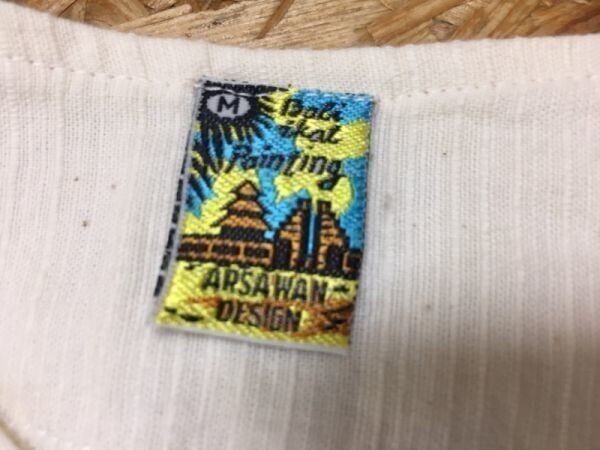 M
Bali
ikat
Painting
ARSAWAN
DESIGN